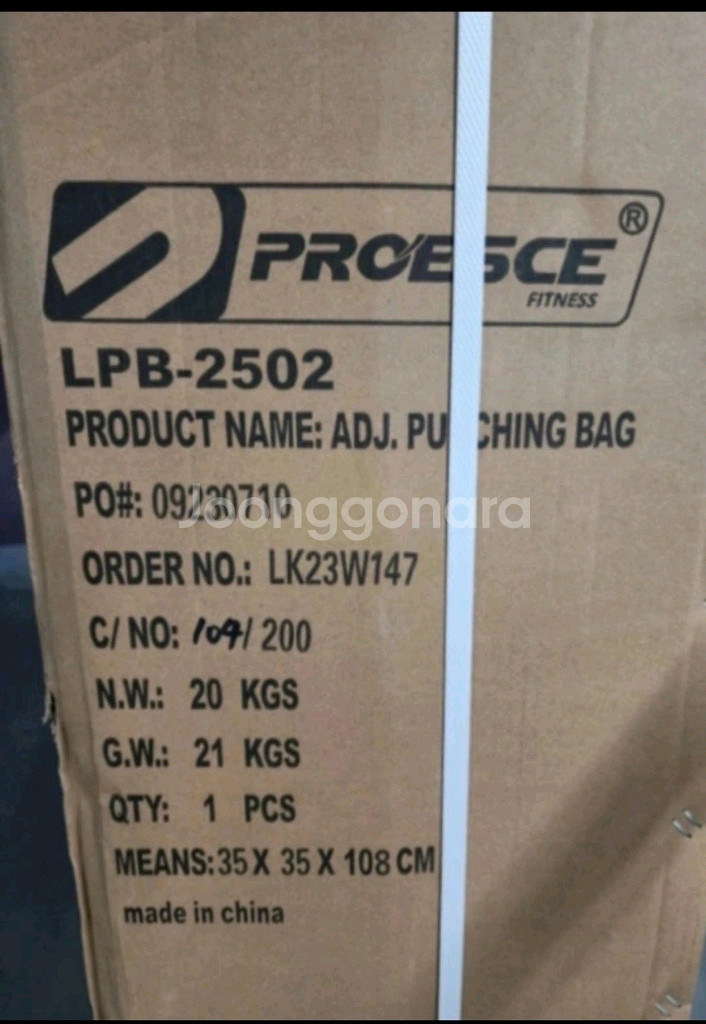 PROESCE®
FITNESS
LPB-2502
PRODUCT NAME: ADJ. PU CHING BAG
PO#: 09230710
Joonggonara
ORDER NO.: LK23W147
C/ NO: 109/ 200
N.W.: 20 KGS
G.W.: 21 KGS
QTY: 1 PCS
MEANS: 35 X 35 X 108 CM
made in china